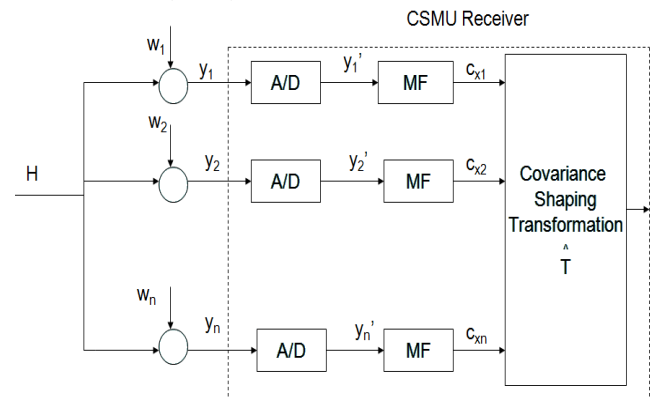 CSMU Receiver
w1
y1
A/D
y1'
MF
cx1
w2
H
y2
A/D
y2'
MF
cx2
Covariance
Shaping
Transformation
^
T
wn
yn
A/D
yn'
MF
cxn